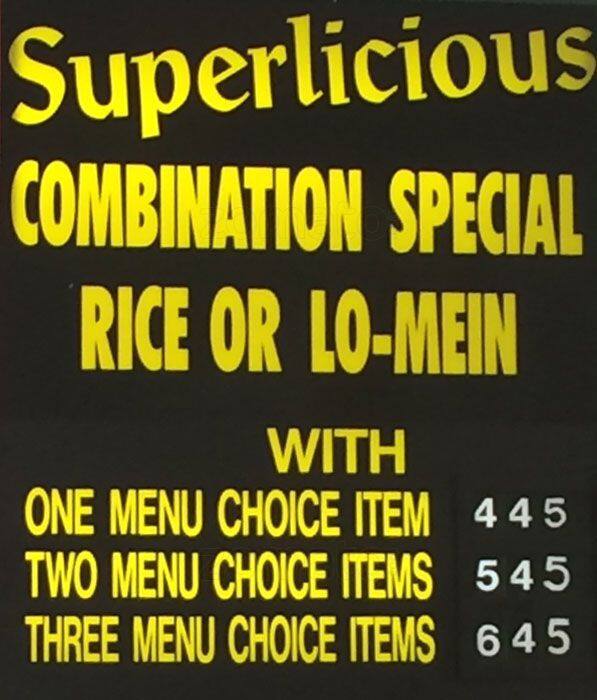 Superlicious
COMBINATION SPECIAL
RICE OR LO-MEIN
WITH
ONE MENU CHOICE ITEM 445
TWO MENU CHOICE ITEMS 545
THREE MENU CHOICE ITEMS 645